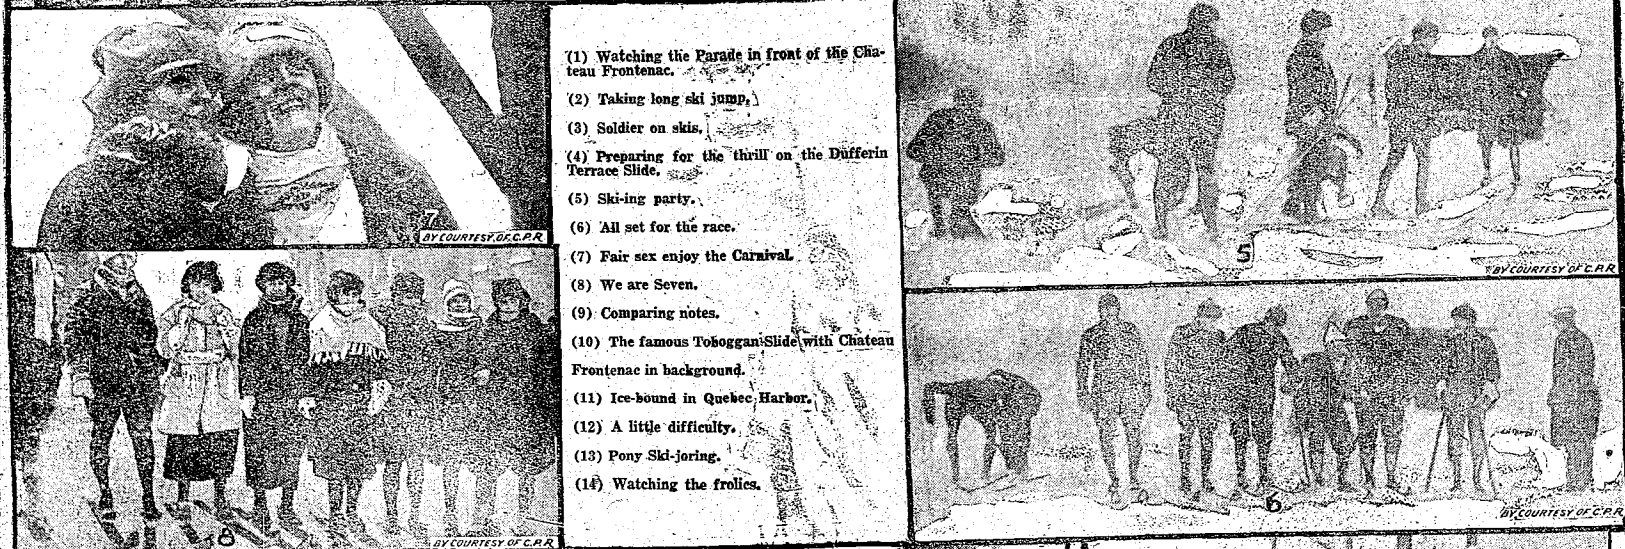 7
BY COURTESY OF C.P.R.
8
BY COURTESY OF C.P.R.
(1) Watching the Parade in front of the Cha-
teau Frontenac.
(2) Taking long ski jump.
(3) Soldier on skis.
(4) Preparing for the thrill on the Dufferin
Terrace Slide.
(5) Ski-ing party.
(6) All set for the race.
(7) Fair sex enjoy the Carnival.
(8) We are Seven.
(9) Comparing notes.
(10) The famous Toboggan Slide with Chateau
Frontenac in background.
(11) Ice-bound in Quebec Harbor.
(12) A little difficulty.
(13) Pony Ski-joring.
(14) Watching the frolics.
5
BY COURTESY OF C.P.R.
6
BY COURTESY OF C.P.R.